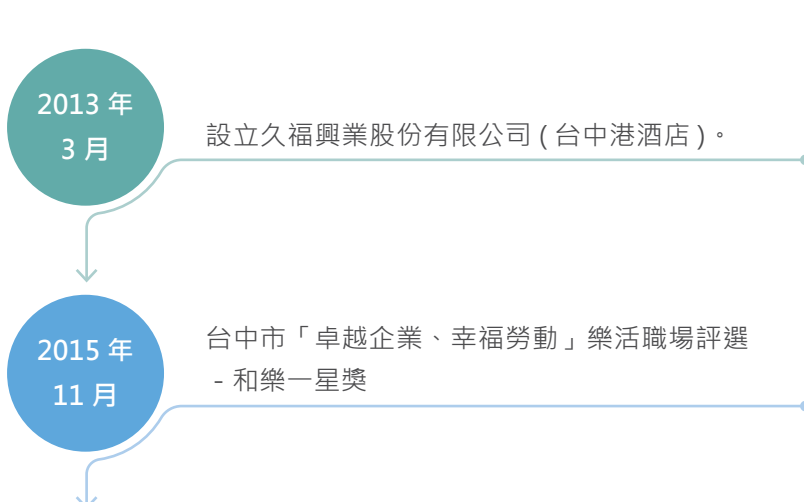 2013 年
3 月
設立久福興業股份有限公司 ( 台中港酒店 )。
2015 年
11 月
台中市「卓越企業、幸福勞動」樂活職場評選
- 和樂一星獎